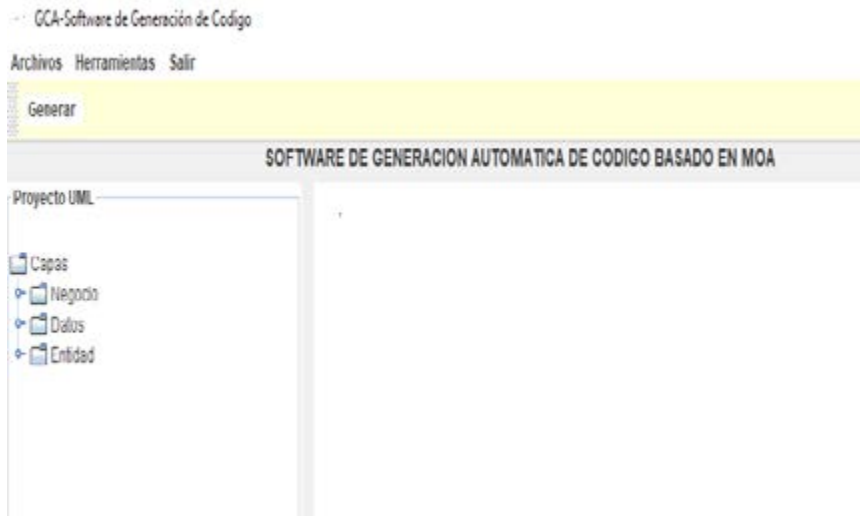 GCA-Software de Generación de Codigo
Archivos Herramientas Salir
Generar
SOFTWARE DE GENERACION AUTOMATICA DE CODIGO BASADO EN MOA
Proyecto UML
Capas
Negocio
Datos
Entidad